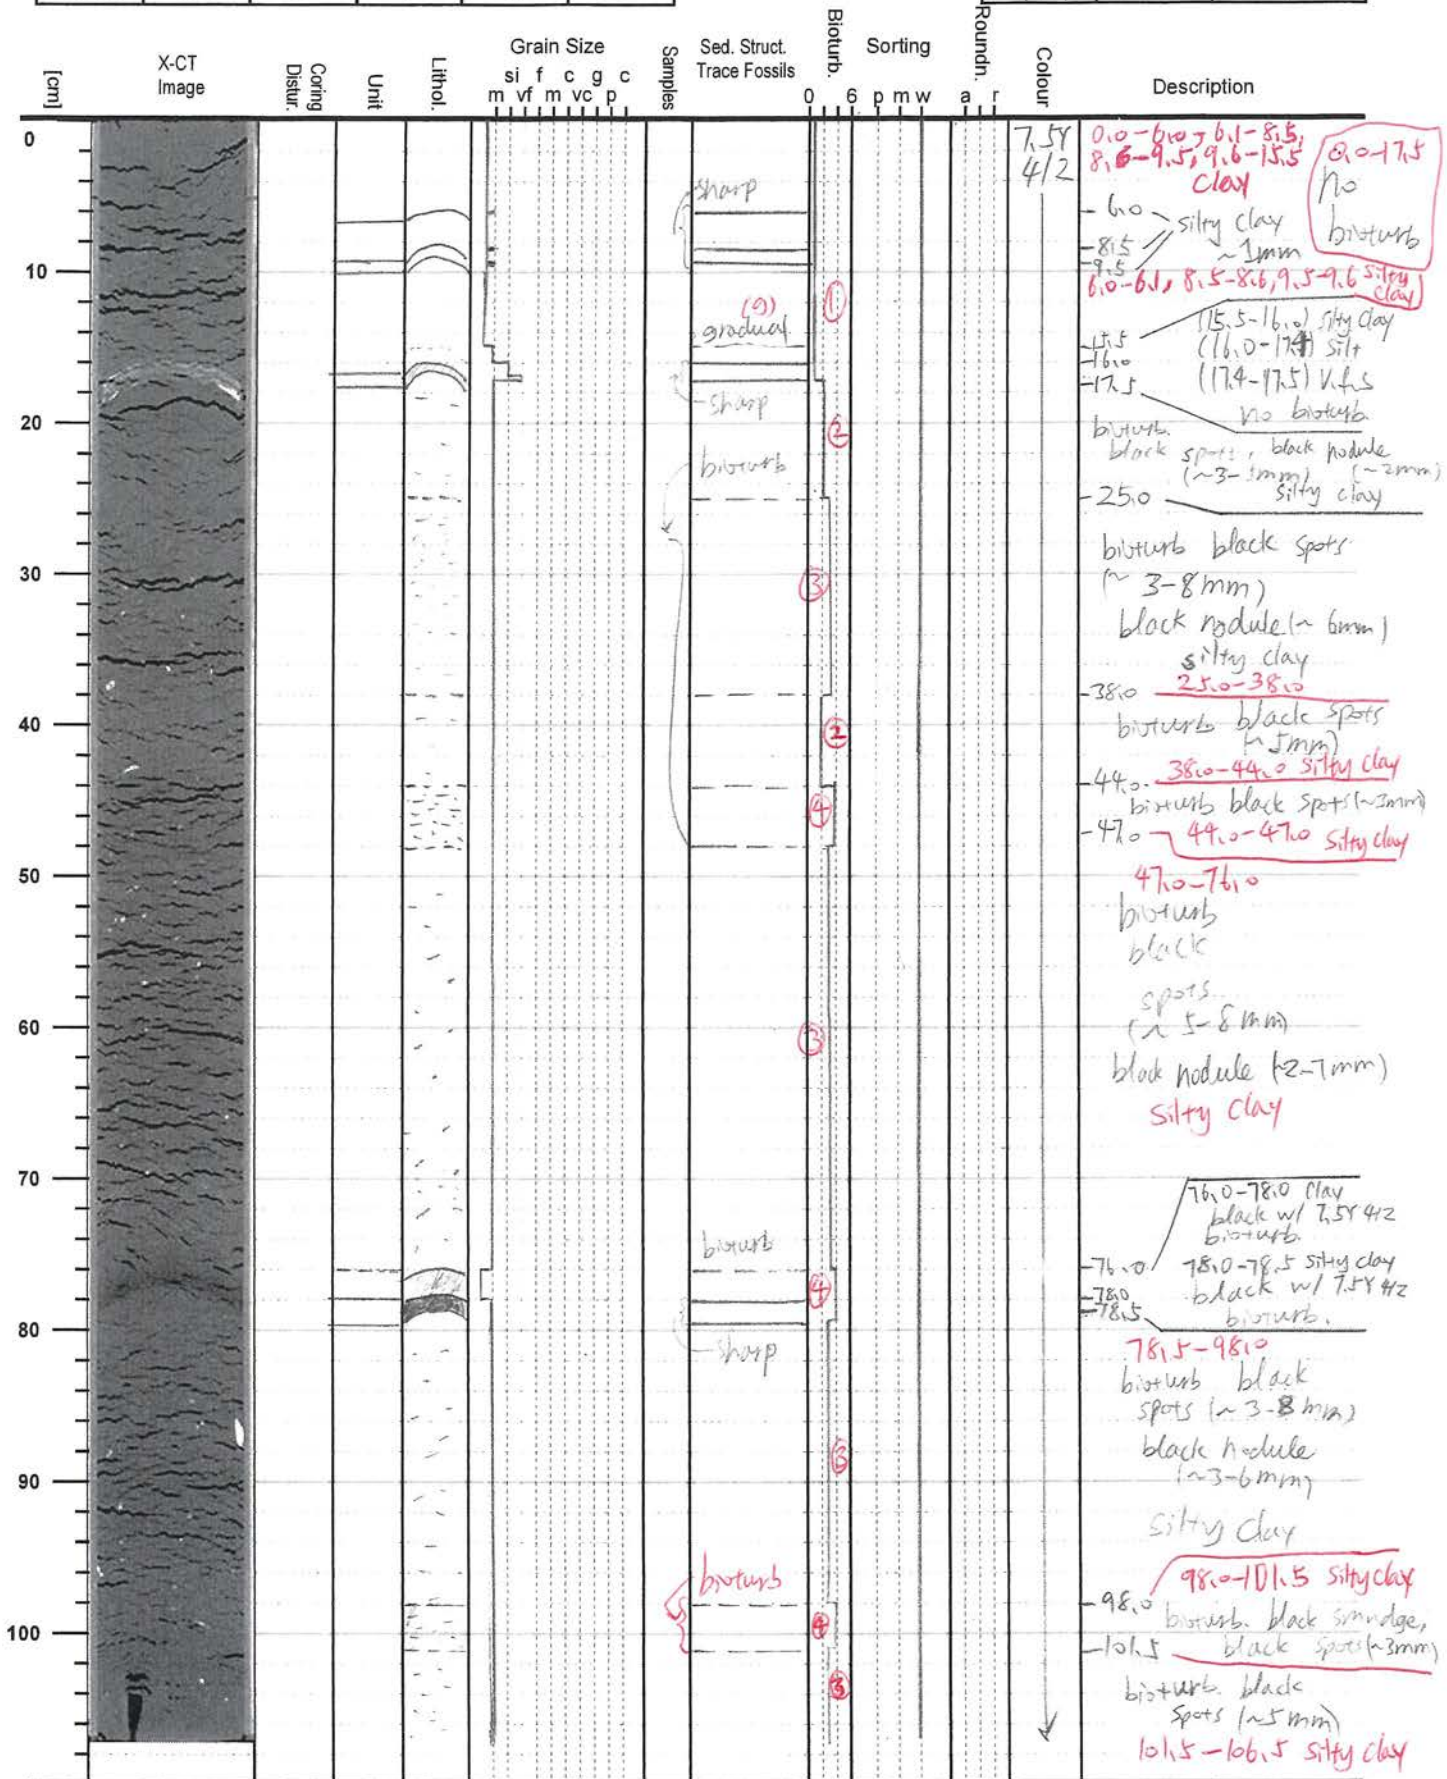 [cm]
X-CT
Image
Coring
Distur.
Unit
Lithol.
Grain Size
si f c g c
m vf m vc p
Samples
Sed. Struct.
Trace Fossils
Bioturb.
0 6
Sorting
p m w
Roundn.
a r
Colour
Description
0
10
20
30
40
50
60
70
80
90
100
sharp
(g)
gradual
sharp
bioturb
bioturb
sharp
bioturb
1
2
3
2
4
3
4
3
4
3
7.5Y
4/2
0.0-6.0, 6.1-8.5,
8.6-9.5, 9.6-15.5
clay
0.0-17.5
no
bioturb
-6.0
-8.5
-9.5
silty clay
~1mm
6.0-6.1, 8.5-8.6, 9.5-9.6 silty
clay
-15.5
-16.0
-17.5
(15.5-16.0) silty clay
(16.0-17.4) silt
(17.4-17.5) V.f.s
no bioturb.
bioturb.
black spots, black nodule
(~2mm)
silty clay
-25.0
bioturb black spots
(~ 3-8mm)
black nodule (~ 6mm)
silty clay
25.0-38.0
-38.0
bioturb black spots
(~5mm)
38.0-44.0 silty clay
-44.0
bioturb black spots (~3mm)
-47.0
44.0-47.0 silty clay
47.0-76.0
bioturb
black
spots
(~ 5-8mm)
black nodule (~2-7mm)
silty clay
76.0-78.0 clay
black w/ 7.5Y 4/2
bioturb.
-76.0
78.0-78.5 silty clay
-78.0
black w/ 7.5Y 4/2
-78.5
bioturb.
78.5-98.0
bioturb black
spots (~ 3-8mm)
black nodule
(~3-6mm)
silty clay
98.0-101.5 silty clay
-98.0
bioturb. black smudge,
-101.5
black spots (~3mm)
bioturb. black
spots (~5mm)
101.5-106.5 silty clay